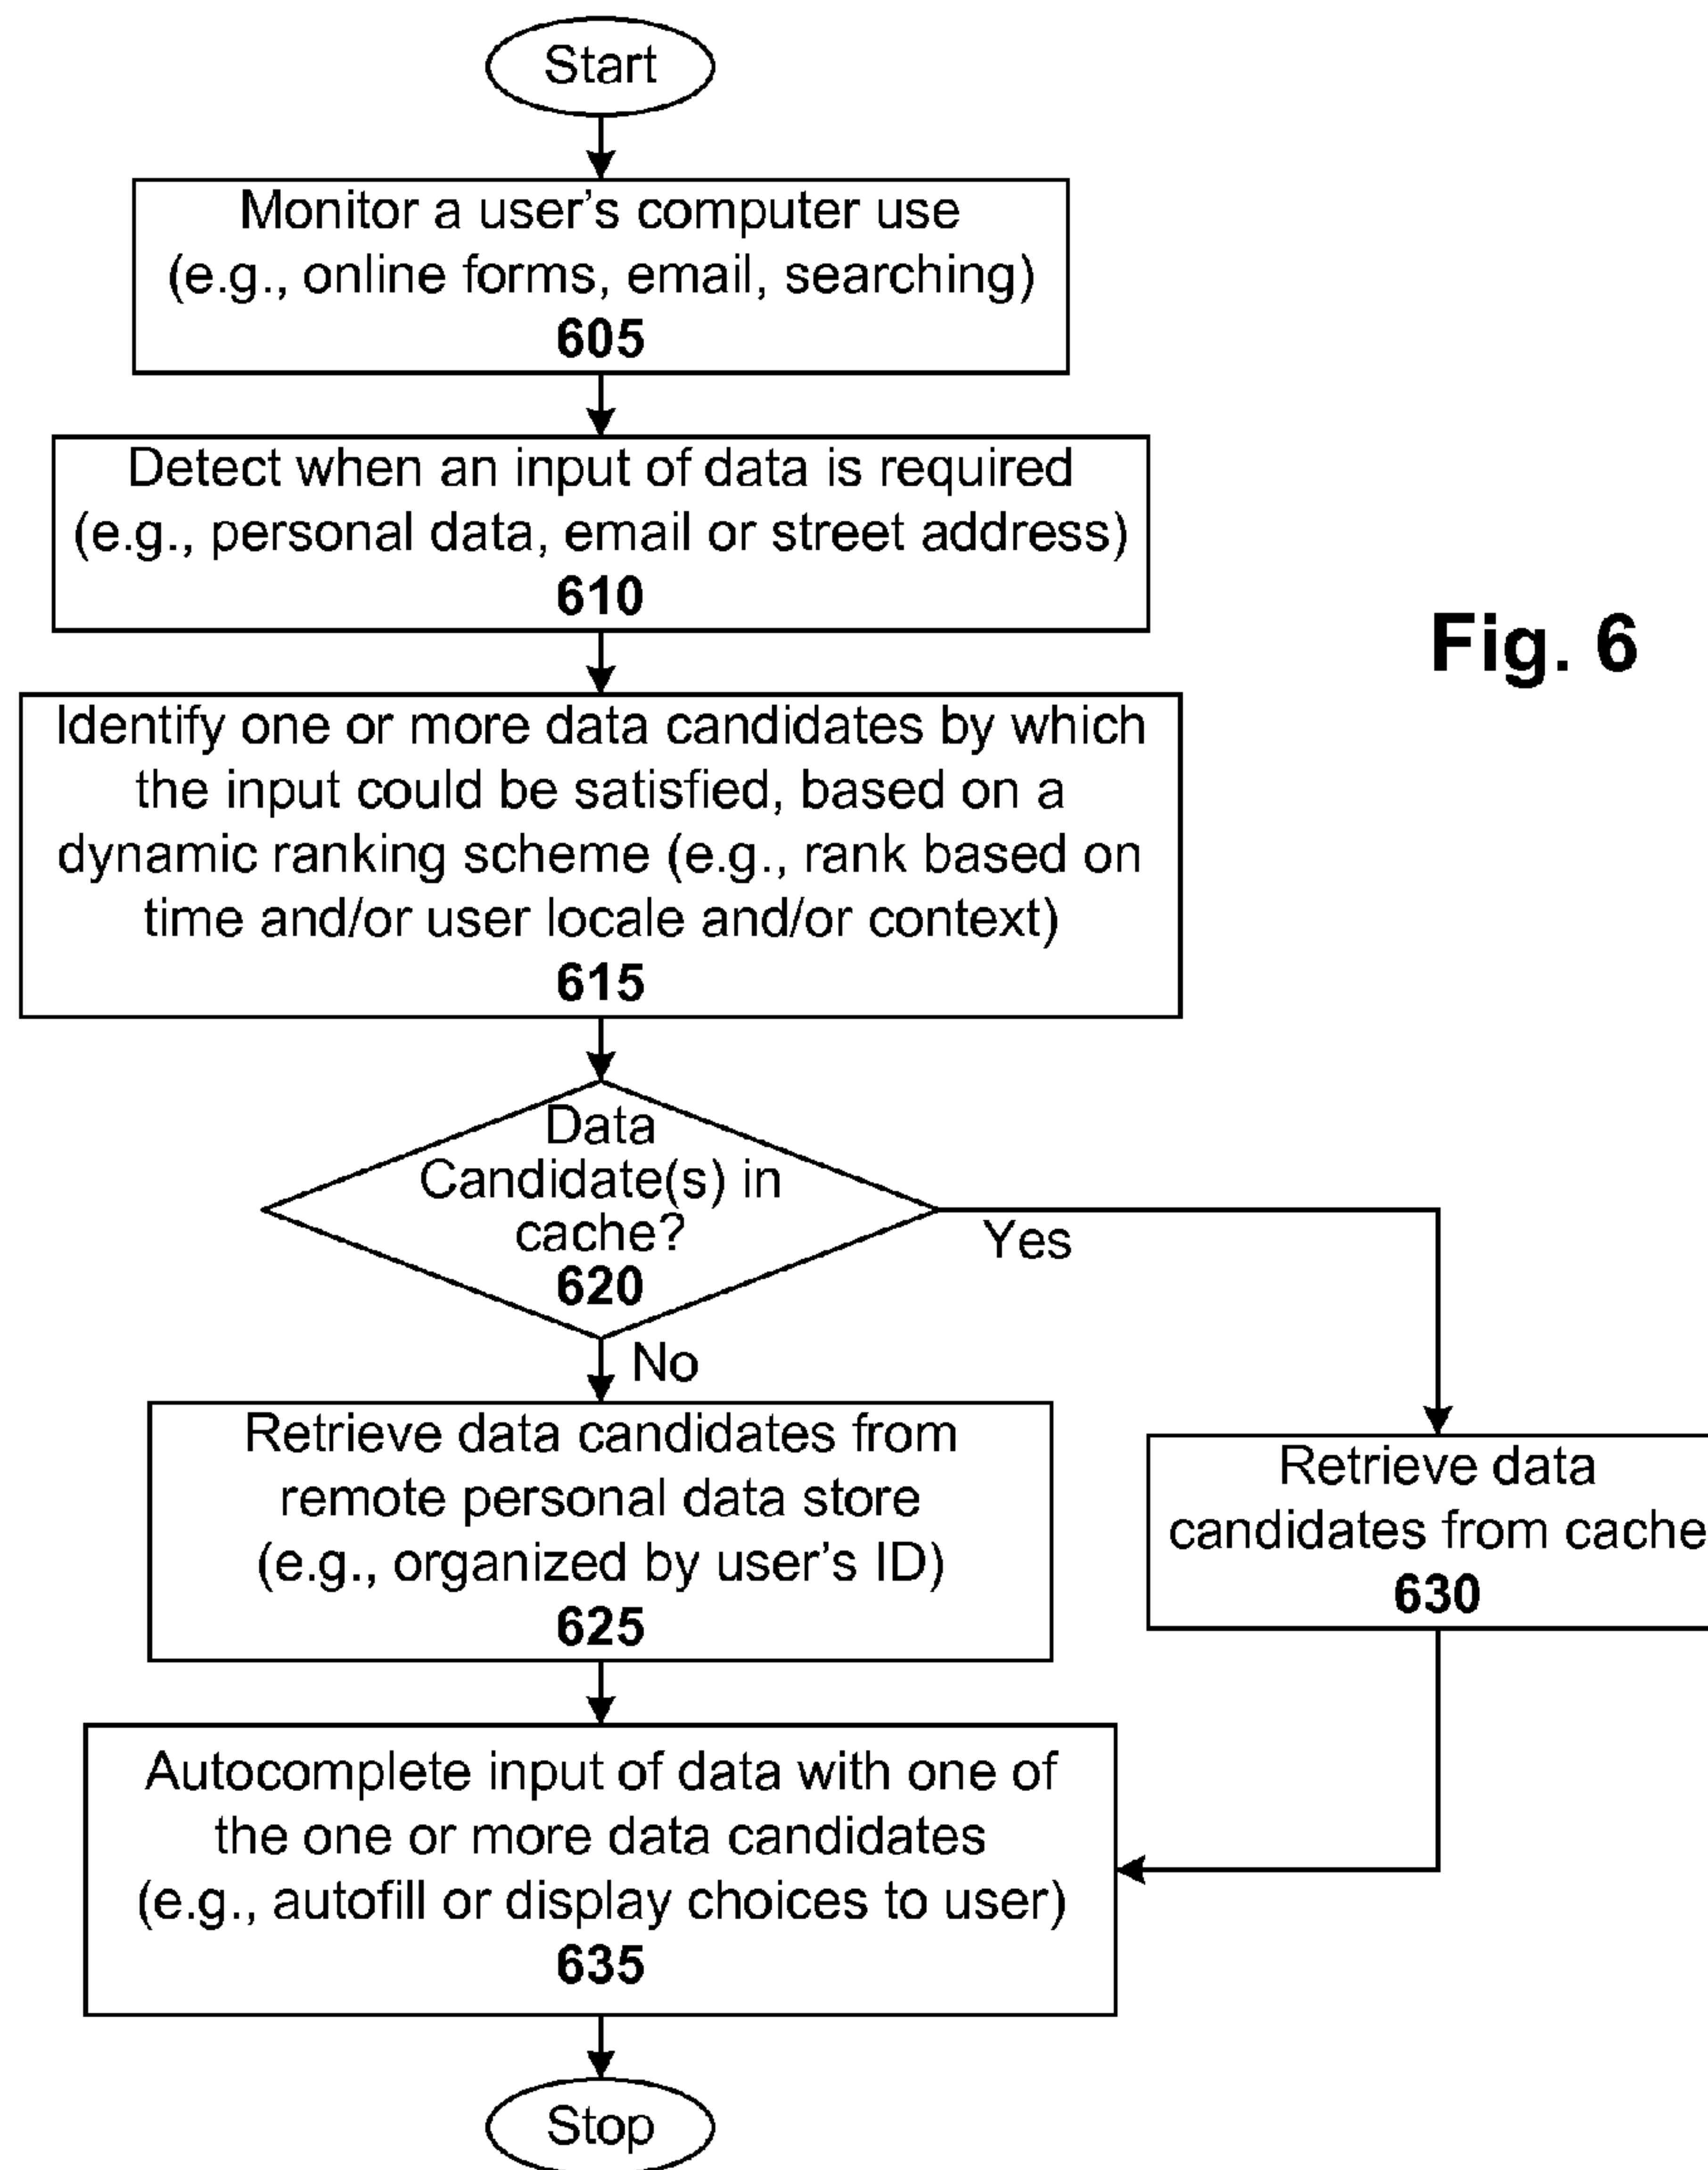 Start
Monitor a user's computer use
(e.g., online forms, email, searching)
605
Detect when an input of data is required
(e.g., personal data, email or street address)
610
Fig. 6
Identify one or more data candidates by which
the input could be satisfied, based on a
dynamic ranking scheme (e.g., rank based on
time and/or user locale and/or context)
615
Data
Candidate(s) in
cache?
620
Yes
No
Retrieve data candidates from
remote personal data store
(e.g., organized by user's ID)
625
Retrieve data
candidates from cache
630
Autocomplete input of data with one of
the one or more data candidates
(e.g., autofill or display choices to user)
635
Stop